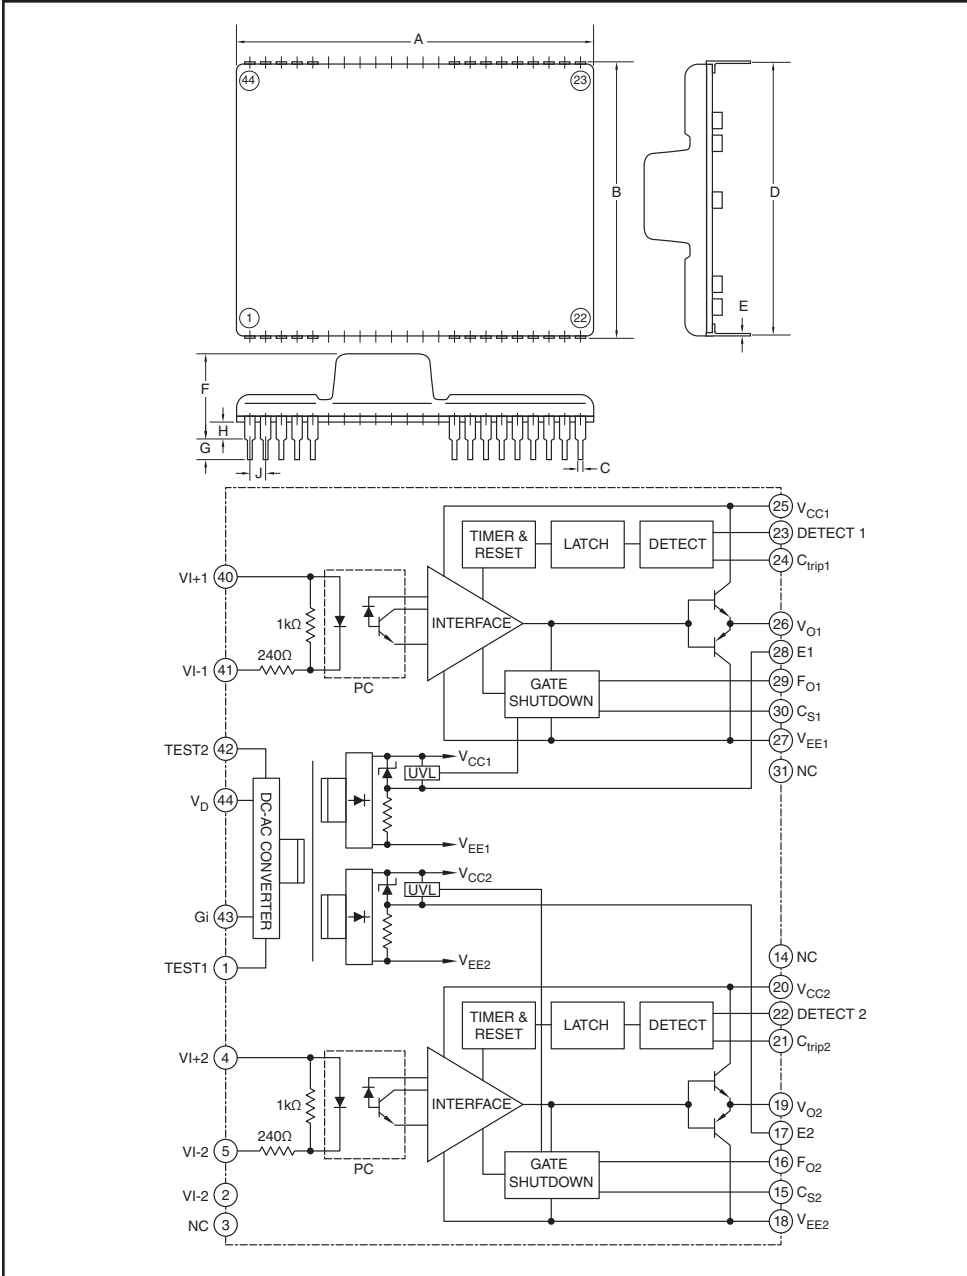 A
44
23
B
D
E
1
22
F
H
G
J
C
25 VCC1
TIMER & RESET
LATCH
DETECT
23 DETECT 1
24 Ctrip1
VI+1 40
1kΩ
INTERFACE
26 VO1
28 E1
240Ω
VI-1 41
PC
GATE SHUTDOWN
29 FO1
30 CS1
27 VEE1
TEST2 42
VCC1
UVL
31 NC
VD 44
DC-AC CONVERTER
VEE1
VCC2
UVL
Gi 43
VEE2
14 NC
TEST1 1
20 VCC2
TIMER & RESET
LATCH
DETECT
22 DETECT 2
21 Ctrip2
VI+2 4
1kΩ
INTERFACE
19 VO2
17 E2
240Ω
VI-2 5
PC
GATE SHUTDOWN
16 FO2
15 CS2
VI-2 2
18 VEE2
NC 3